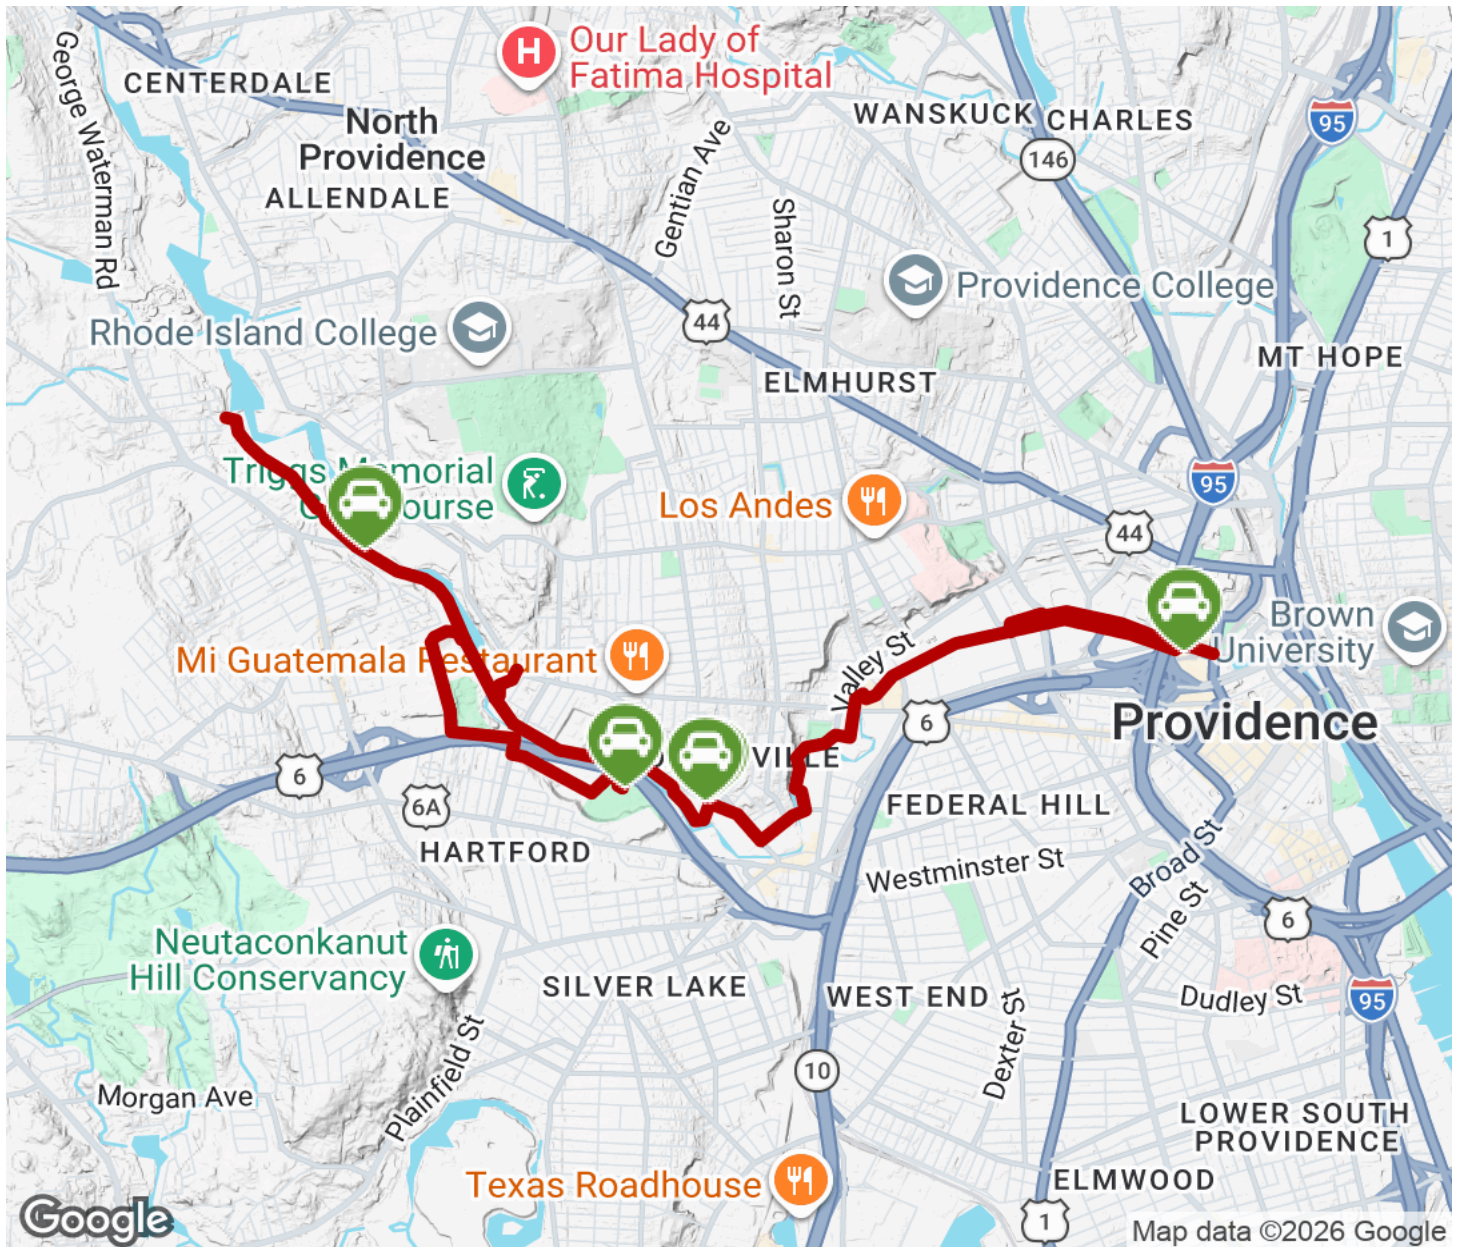 George Waterman Rd
CENTERDALE
H
Our Lady of
Fatima Hospital
North
Providence
ALLENDALE
Gentian Ave
Sharon St
WANSKUCK
CHARLES
146
95
1
Rhode Island College
44
Providence College
MT HOPE
ELMHURST
Triggs Memorial
Los Andes
95
44
Brown
University
Mi Guatemala Restaurant
Valley St
6
Providence
6
6A
VILLE
HARTFORD
FEDERAL HILL
Westminster St
Broad St
Pine St
6
Neutaconkanut
Hill Conservancy
SILVER LAKE
WEST END
Dudley St
95
Plainfield St
Dexter St
10
Morgan Ave
LOWER SOUTH
PROVIDENCE
Texas Roadhouse
ELMWOOD
1
Google
Map data ©2026 Google